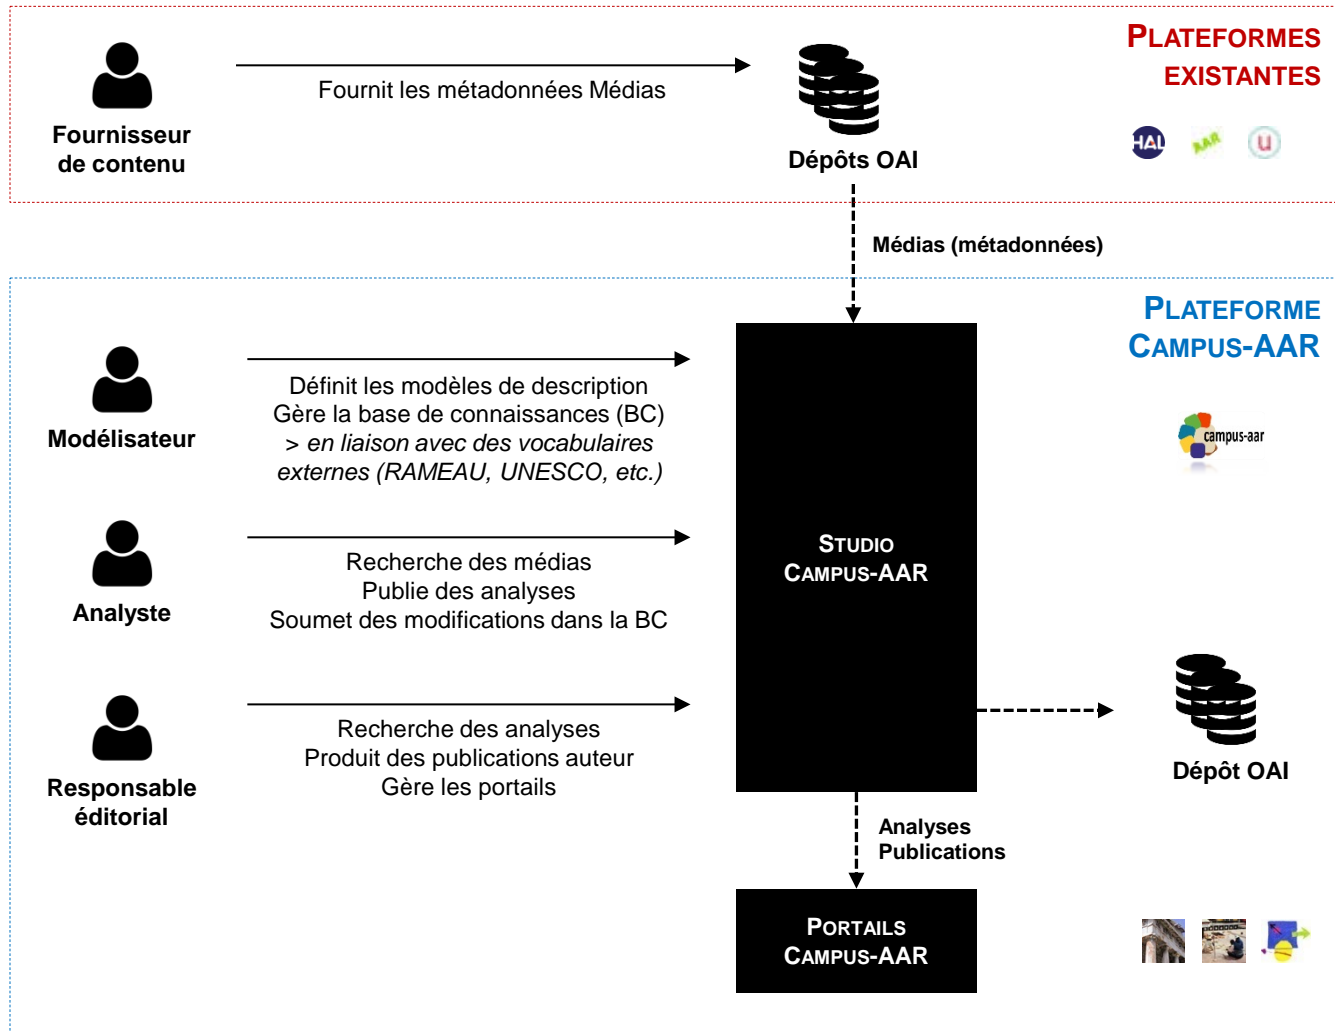 PLATEFORMES
EXISTANTES
Fournit les métadonnées Médias
Fournisseur
de contenu
Dépôts OAI
HAL
AAR
u
Médias (métadonnées)
PLATEFORME
CAMPUS-AAR
campus-aar
Modélisateur
Définit les modèles de description
Gère la base de connaissances (BC)
> en liaison avec des vocabulaires
externes (RAMEAU, UNESCO, etc.)
Analyste
Recherche des médias
Publie des analyses
Soumet des modifications dans la BC
STUDIO
CAMPUS-AAR
Responsable
éditorial
Recherche des analyses
Produit des publications auteur
Gère les portails
Dépôt OAI
Analyses
Publications
PORTAILS
CAMPUS-AAR